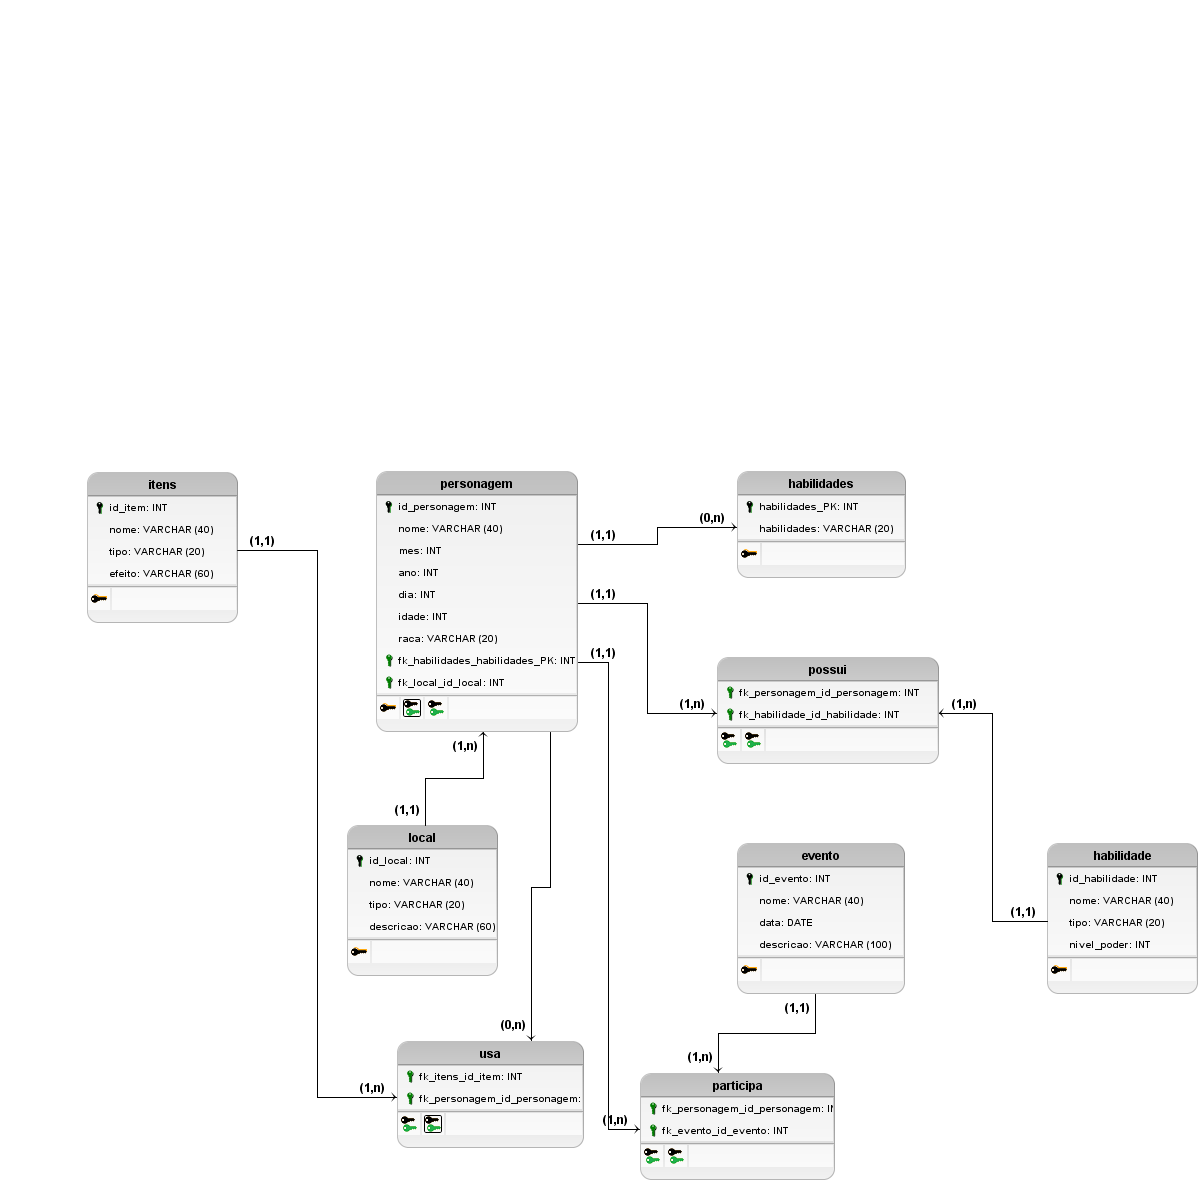 itens
id_item: INT
nome: VARCHAR (40)
tipo: VARCHAR (20)
efeito: VARCHAR (60)
(1,1)
(1,n)
personagem
id_personagem: INT
nome: VARCHAR (40)
mes: INT
ano: INT
dia: INT
idade: INT
raca: VARCHAR (20)
fk_habilidades_habilidades_PK: INT
fk_local_id_local: INT
(1,1)
(0,n)
(1,1)
(1,n)
(1,1)
(1,n)
habilidades
habilidades_PK: INT
habilidades: VARCHAR (20)
possui
fk_personagem_id_personagem: INT
fk_habilidade_id_habilidade: INT
(1,n)
(1,1)
(1,n)
(1,1)
local
id_local: INT
nome: VARCHAR (40)
tipo: VARCHAR (20)
descricao: VARCHAR (60)
evento
id_evento: INT
nome: VARCHAR (40)
data: DATE
descricao: VARCHAR (100)
(1,1)
(1,n)
habilidade
id_habilidade: INT
nome: VARCHAR (40)
tipo: VARCHAR (20)
nivel_poder: INT
(0,n)
usa
fk_itens_id_item: INT
fk_personagem_id_personagem:
participa
fk_personagem_id_personagem: IN
fk_evento_id_evento: INT